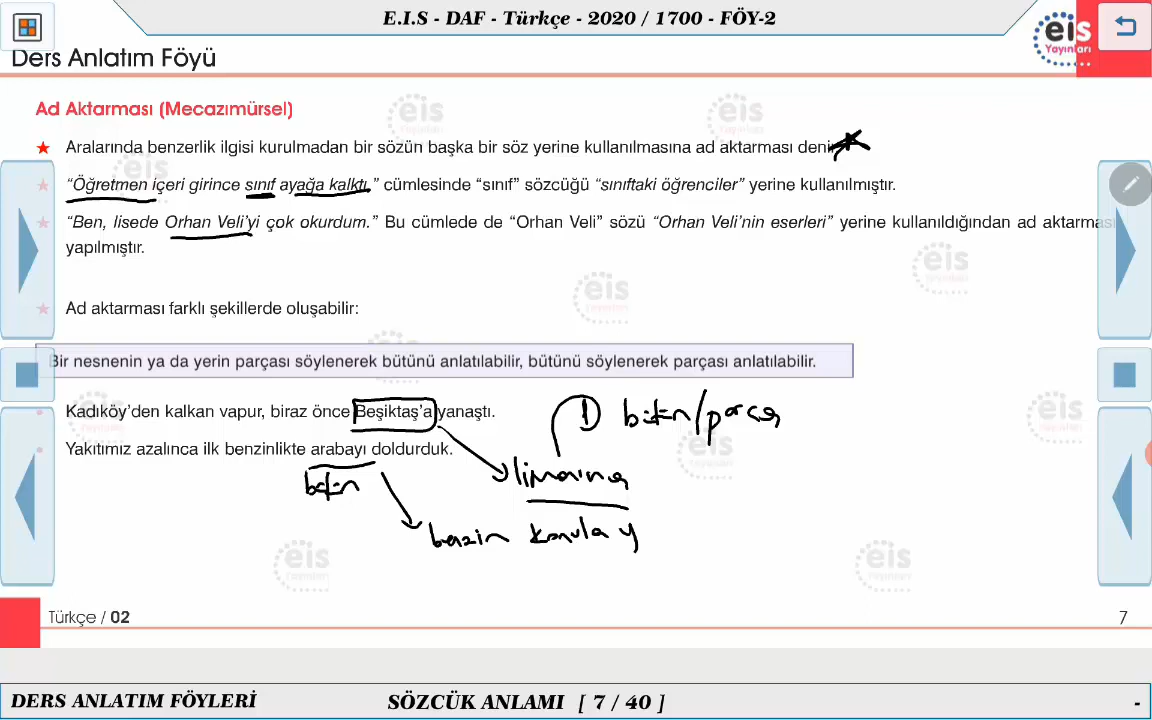 E.I.S - DAF - Türkçe - 2020 / 1700 - FÖY-2
eis
Yayınları
Ders Anlatım Föyü
Ad Aktarması (Mecazımürsel)
Aralarında benzerlik ilgisi kurulmadan bir sözün başka bir söz yerine kullanılmasına ad aktarması deni
“Öğretmen içeri girince sınıf ayağa kalktı.” cümlesinde “sınıf” sözcüğü “sınıftaki öğrenciler” yerine kullanılmıştır.
“Ben, lisede Orhan Veli’yi çok okurdum.” Bu cümlede de “Orhan Veli” sözü “Orhan Veli’nin eserleri” yerine kullanıldığından ad aktarması
yapılmıştır.
Ad aktarması farklı şekillerde oluşabilir:
Bir nesnenin ya da yerin parçası söylenerek bütünü anlatılabilir, bütünü söylenerek parçası anlatılabilir.
Kadıköy’den kalkan vapur, biraz önce Beşiktaş’a yanaştı.
1 bütün/parça
Yakıtımız azalınca ilk benzinlikte arabayı doldurduk.
limanına
bütün
benzin
Türkçe / 02
7
DERS ANLATIM FÖYLERİ
SÖZCÜK ANLAMI [ 7 / 40 ]
-